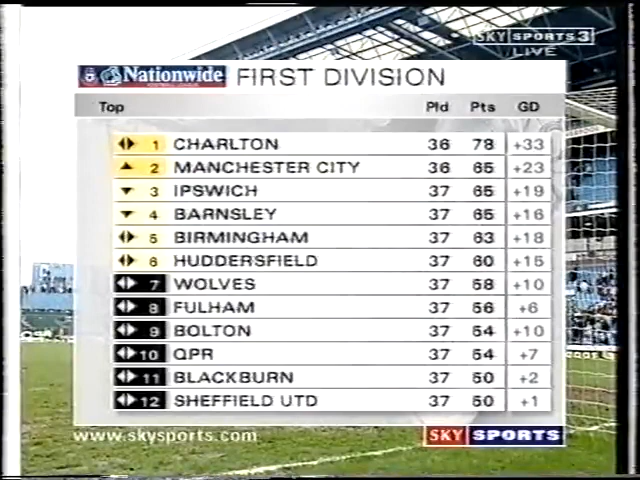 SKY SPORTS 3
LIVE
Nationwide FIRST DIVISION
FOOTBALL LEAGUE
Top Pld Pts GD
1 CHARLTON 36 78 +33
2 MANCHESTER CITY 36 65 +23
3 IPSWICH 37 65 +19
4 BARNSLEY 37 65 +16
5 BIRMINGHAM 37 63 +18
6 HUDDERSFIELD 37 60 +15
7 WOLVES 37 58 +10
8 FULHAM 37 56 +6
9 BOLTON 37 54 +10
10 QPR 37 54 +7
11 BLACKBURN 37 50 +2
12 SHEFFIELD UTD 37 50 +1
www.skysports.com SKY SPORTS